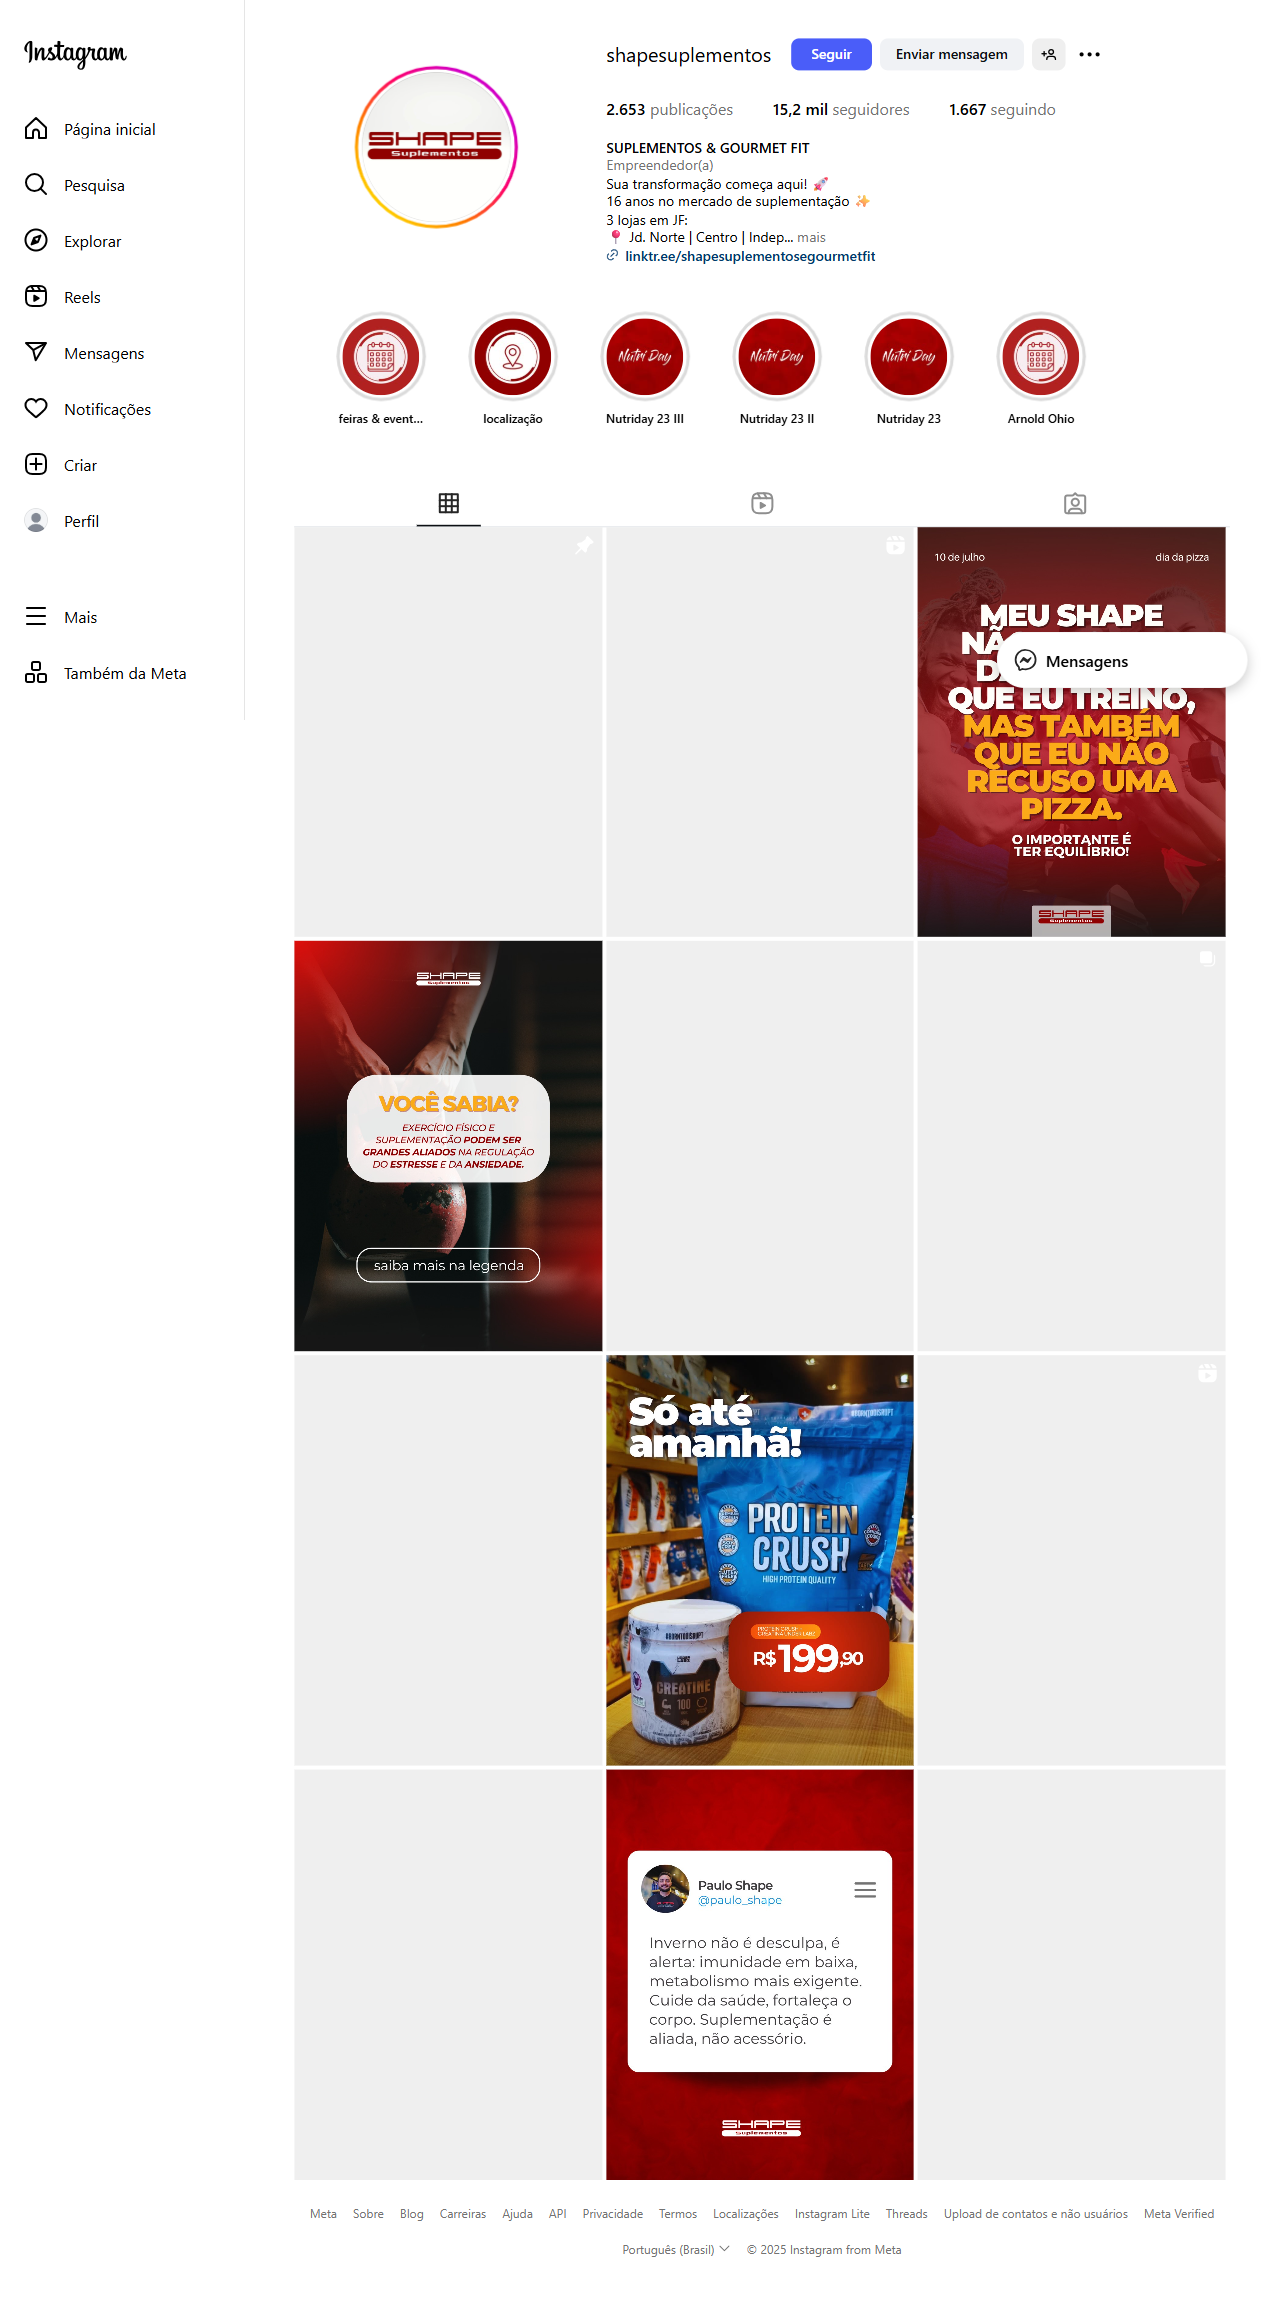 Instagram
Página inicial
Pesquisa
Explorar
Reels
Mensagens
Notificações
Criar
Perfil
Mais
Também da Meta
shapesuplementos
Seguir
Enviar mensagem
2.653 publicações
15,2 mil seguidores
1.667 seguindo
SHAPE
Suplementos
SUPLEMENTOS & GOURMET FIT
Empreendedor(a)
Sua transformação começa aqui! 🚀
16 anos no mercado de suplementação ✨
3 lojas em JF:
📍 Jd. Norte | Centro | Indep... mais
linktr.ee/shapesuplementosegourmetfit
Nutri Day
Nutri Day
Nutri Day
feiras & event...
localização
Nutriday 23 III
Nutriday 23 II
Nutriday 23
Arnold Ohio
10 de julho
dia da pizza
MEU SHAPE
Mensagens
QUE EU TREINO,
MAS TAMBÉM
QUE EU NÃO
RECUSO UMA
PIZZA.
O IMPORTANTE É
TER EQUILÍBRIO!
SHAPE
Suplementos
SHAPE
Suplementos
VOCÊ SABIA?
EXERCÍCIO FÍSICO E
SUPLEMENTAÇÃO PODEM SER
GRANDES ALIADOS NA REGULAÇÃO
DO ESTRESSE E DA ANSIEDADE.
saiba mais na legenda
Só até
amanhã!
PROTEIN
CRUSH
HIGH PROTEIN QUALITY
PROTEIN CRUSH
R$199,90
CREATINE
100
Paulo Shape
@paulo_shape
Inverno não é desculpa, é
alerta: imunidade em baixa,
metabolismo mais exigente.
Cuide da saúde, fortaleça o
corpo. Suplementação é
aliada, não acessório.
SHAPE
Suplementos
Meta
Sobre
Blog
Carreiras
Ajuda
API
Privacidade
Termos
Localizações
Instagram Lite
Threads
Upload de contatos e não usuários
Meta Verified
Português (Brasil)
© 2025 Instagram from Meta